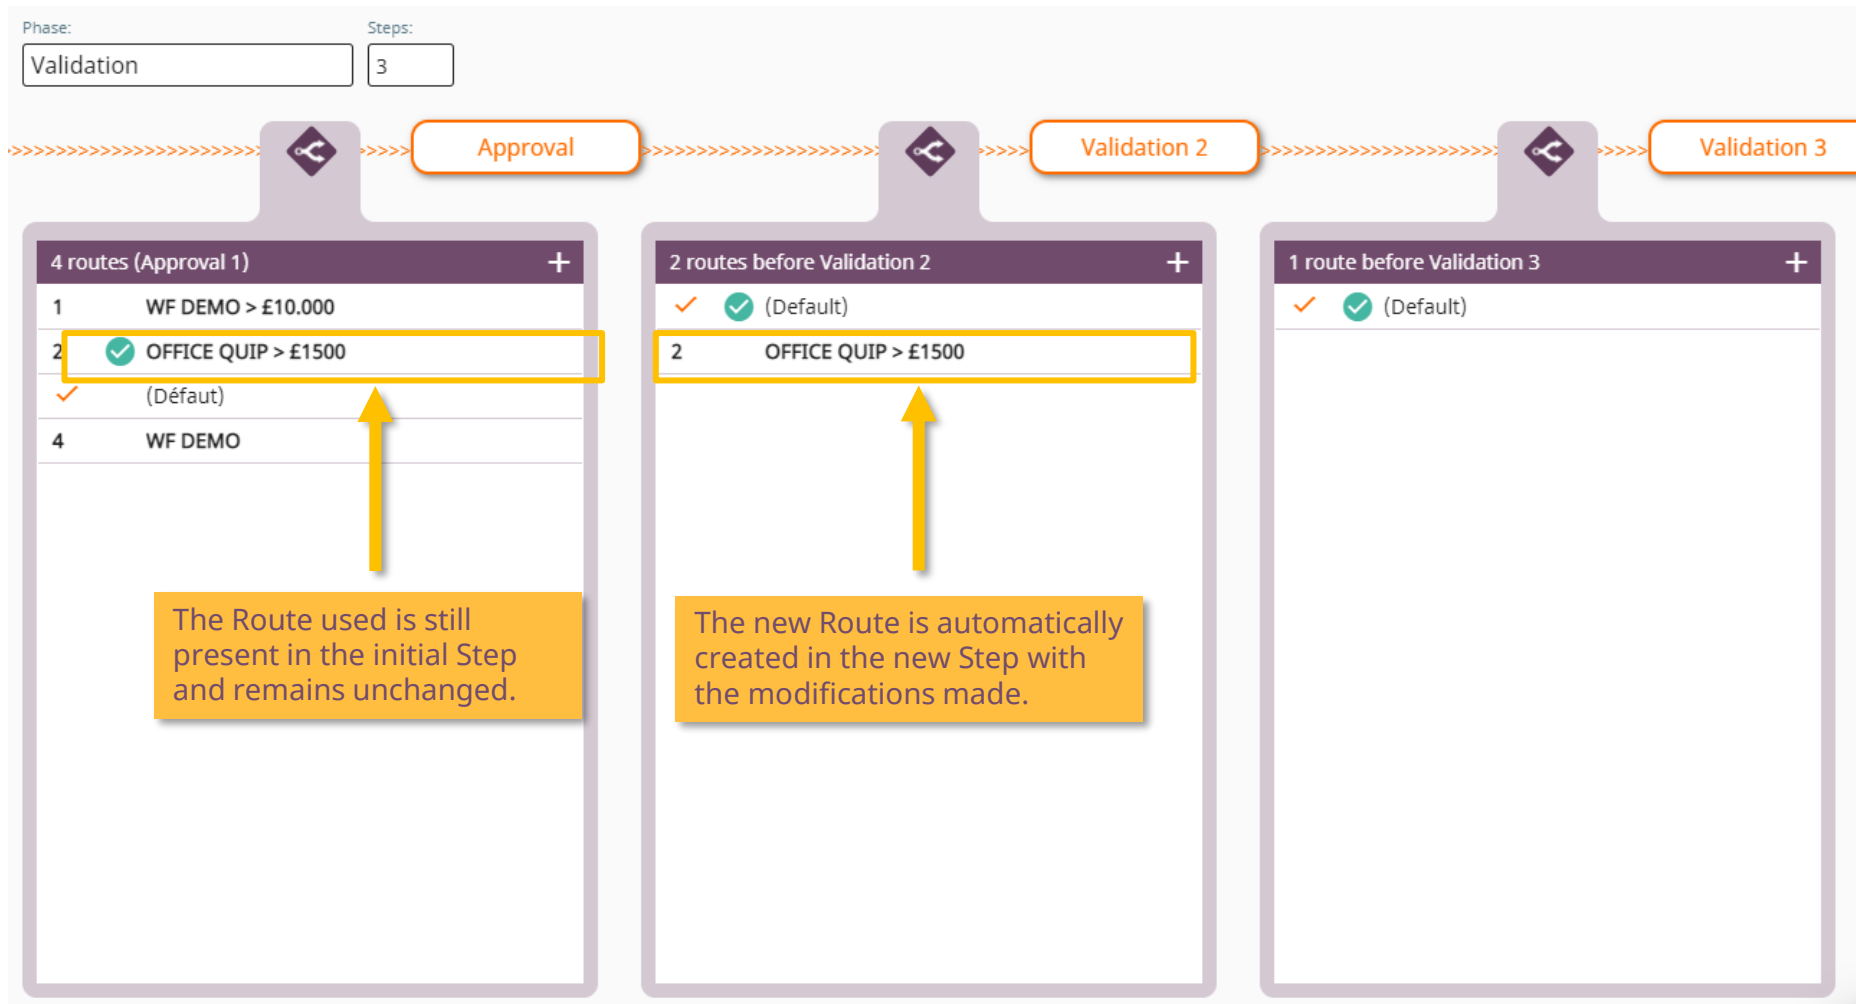 Phase:
Steps:
Validation
3
Approval
Validation 2
Validation 3
4 routes (Approval 1)
1 WF DEMO > £10.000
2 OFFICE QUIP > £1500
(Défaut)
4 WF DEMO
The Route used is still
present in the initial Step
and remains unchanged.
2 routes before Validation 2
(Default)
2 OFFICE QUIP > £1500
The new Route is automatically
created in the new Step with
the modifications made.
1 route before Validation 3
(Default)